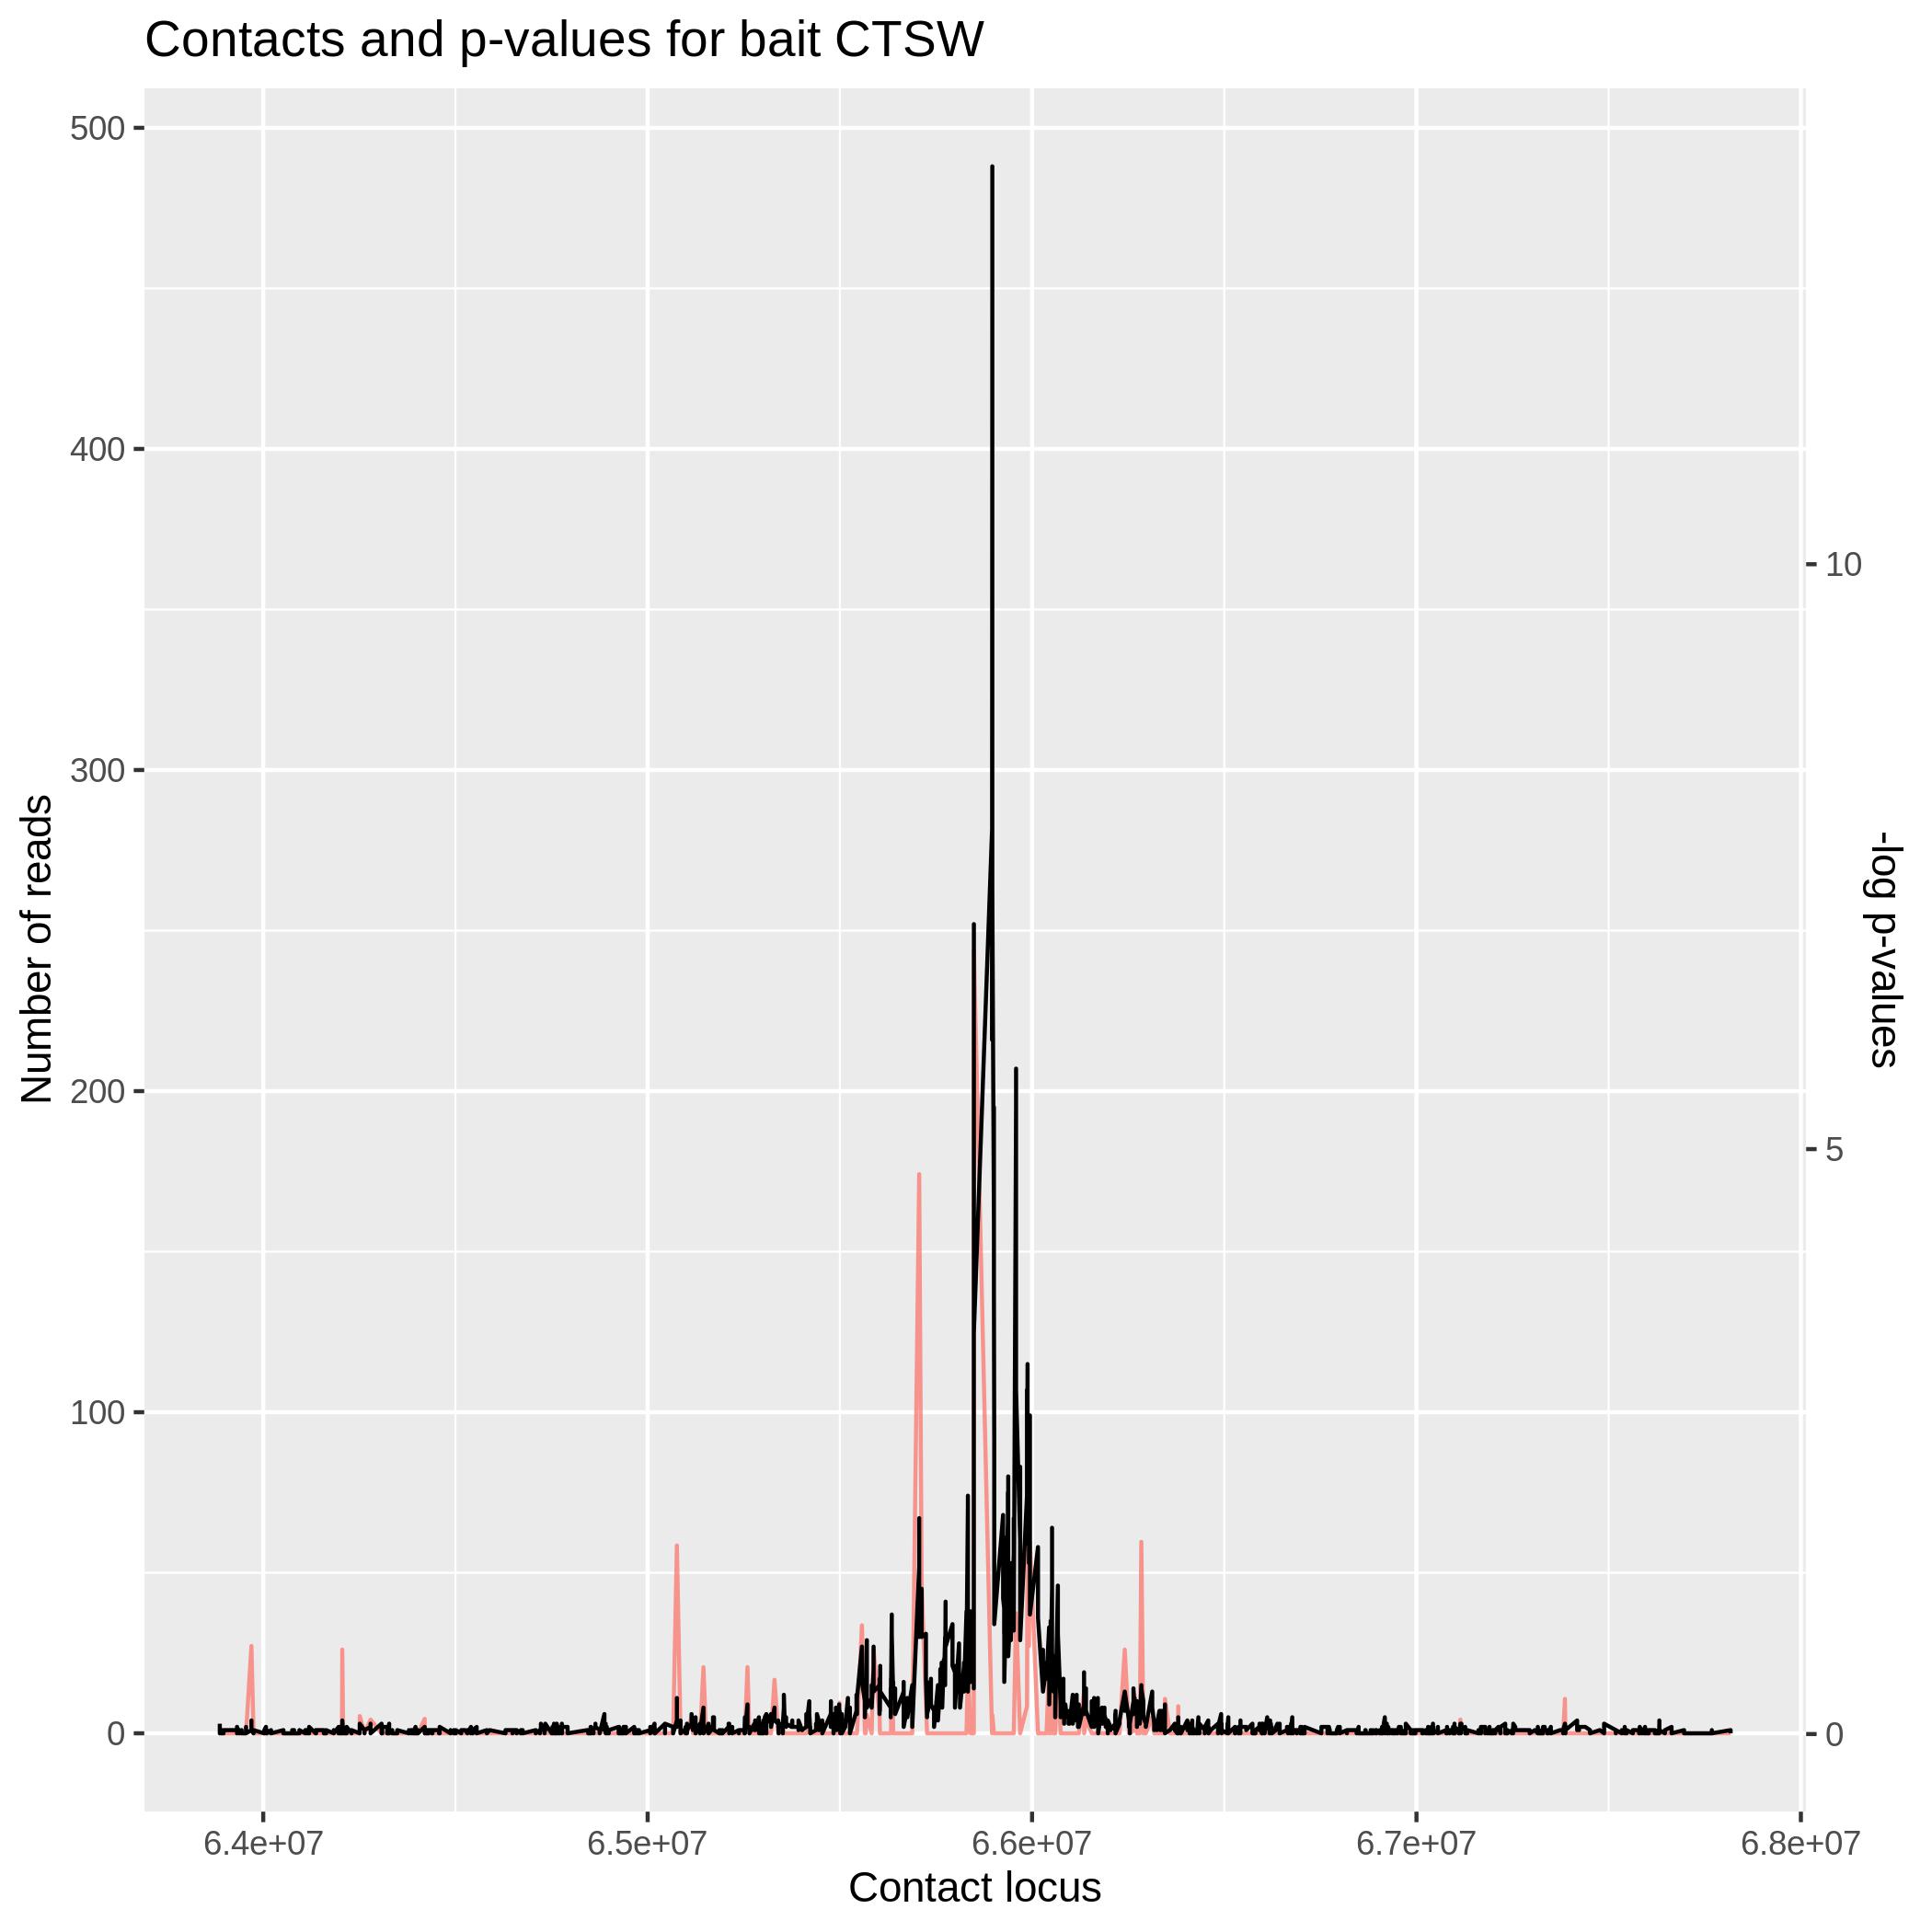 Contacts and p-values for bait CTSW
500
400
300
200
100
0
Number of reads
10
5
0
-log p-values
6.4e+07
6.5e+07
6.6e+07
6.7e+07
6.8e+07
Contact locus